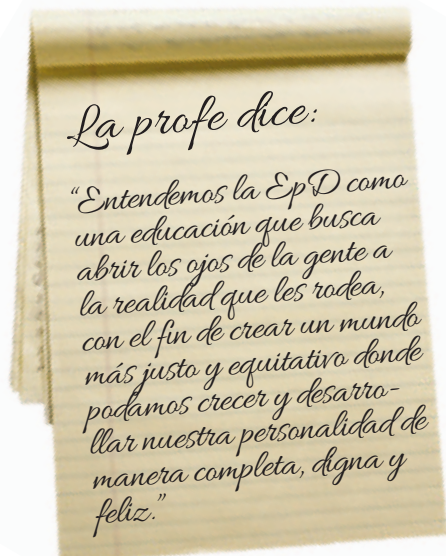 La profe dice:
“Entendemos la EpD como
una educación que busca
abrir los ojos de la gente a
la realidad que les rodea,
con el fin de crear un mundo
más justo y equitativo donde
podamos crecer y desarro-
llar nuestra personalidad de
manera completa, digna y
feliz.”